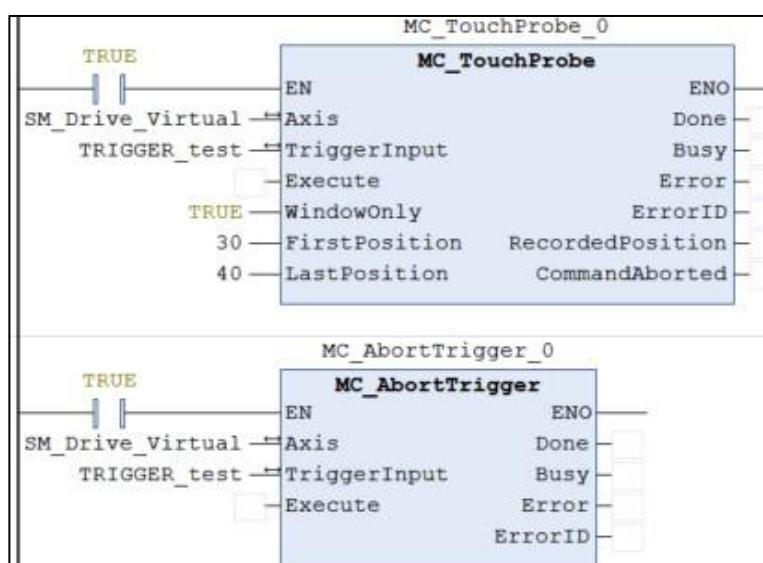 MC_TouchProbe_0
TRUE
MC_TouchProbe
EN ENO
SM_Drive_Virtual Axis Done
TRIGGER_test TriggerInput Busy
Execute Error
TRUE WindowOnly ErrorID
30 FirstPosition RecordedPosition
40 LastPosition CommandAborted
MC_AbortTrigger_0
TRUE
MC_AbortTrigger
EN ENO
SM_Drive_Virtual Axis Done
TRIGGER_test TriggerInput Busy
Execute Error
ErrorID